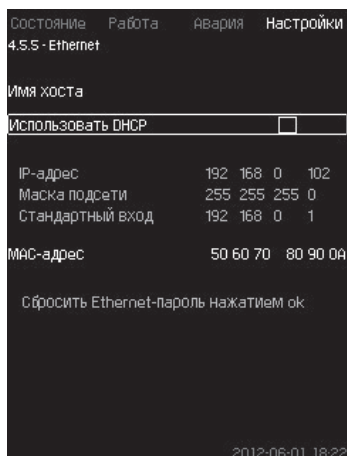 Состояние Работа Авария Настройки
4.5.5 - Ethernet
Имя хоста
Использовать DHCP
IP-адрес 192 168 0 102
Маска подсети 255 255 255 0
Стандартный вход 192 168 0 1
MAC-адрес 50 60 70 80 90 0A
Сбросить Ethernet-пароль нажатием ok
2012-06-01 18:22